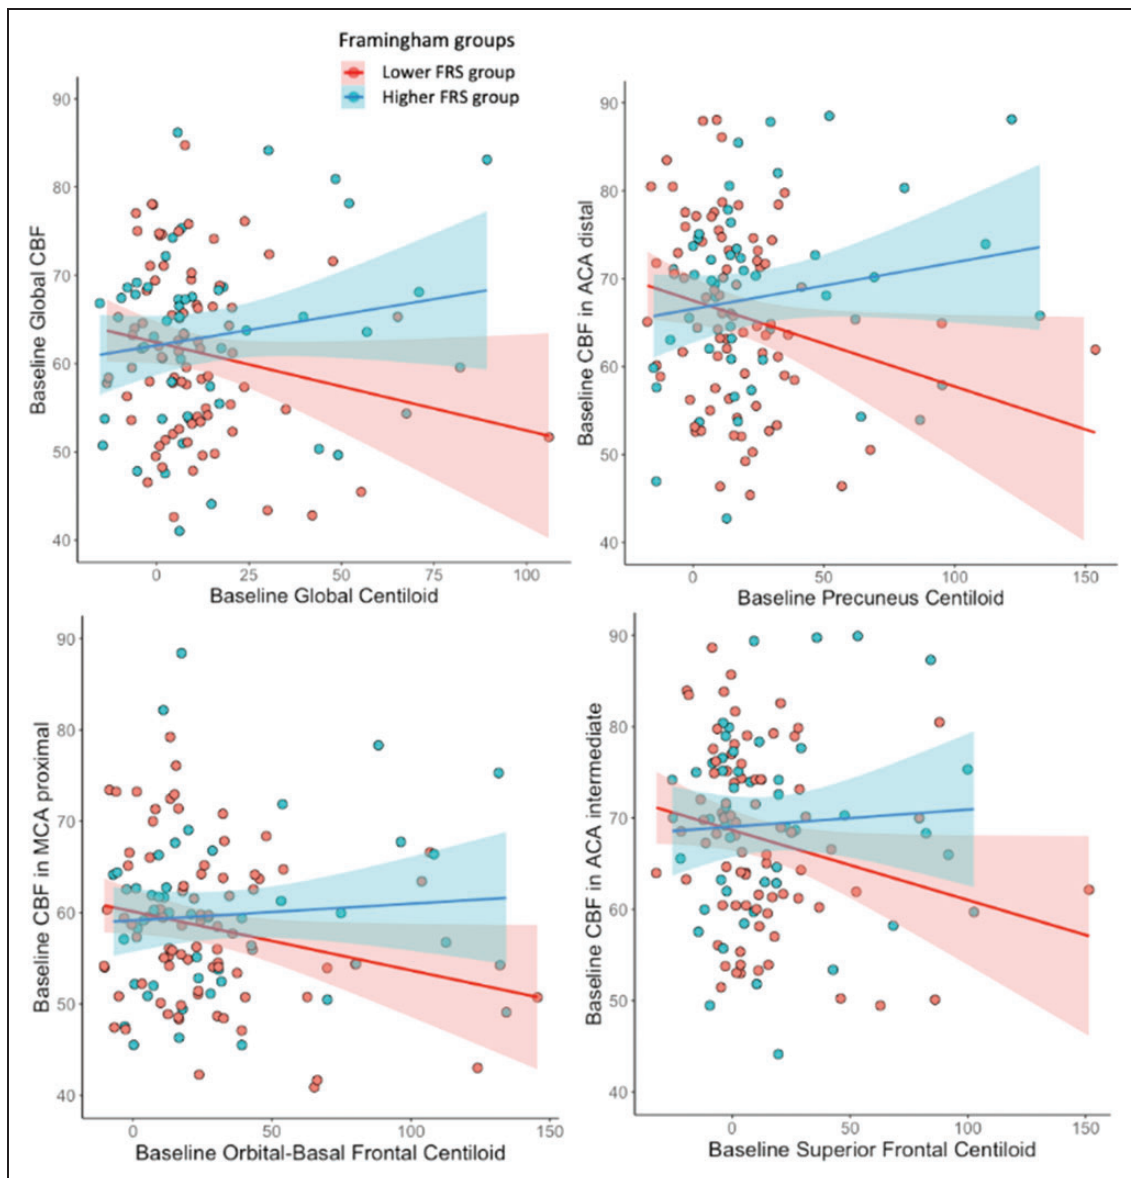 Framingham groups
Lower FRS group
Higher FRS group
90
80
70
60
50
40
Baseline Global CBF
0 25 50 75 100
Baseline Global Centiloid
90
80
70
60
50
40
Baseline CBF in ACA distal
0 50 100 150
Baseline Precuneus Centiloid
90
80
70
60
50
40
Baseline CBF in MCA proximal
0 50 100 150
Baseline Orbital-Basal Frontal Centiloid
90
80
70
60
50
40
Baseline CBF in ACA intermediate
0 50 100 150
Baseline Superior Frontal Centiloid